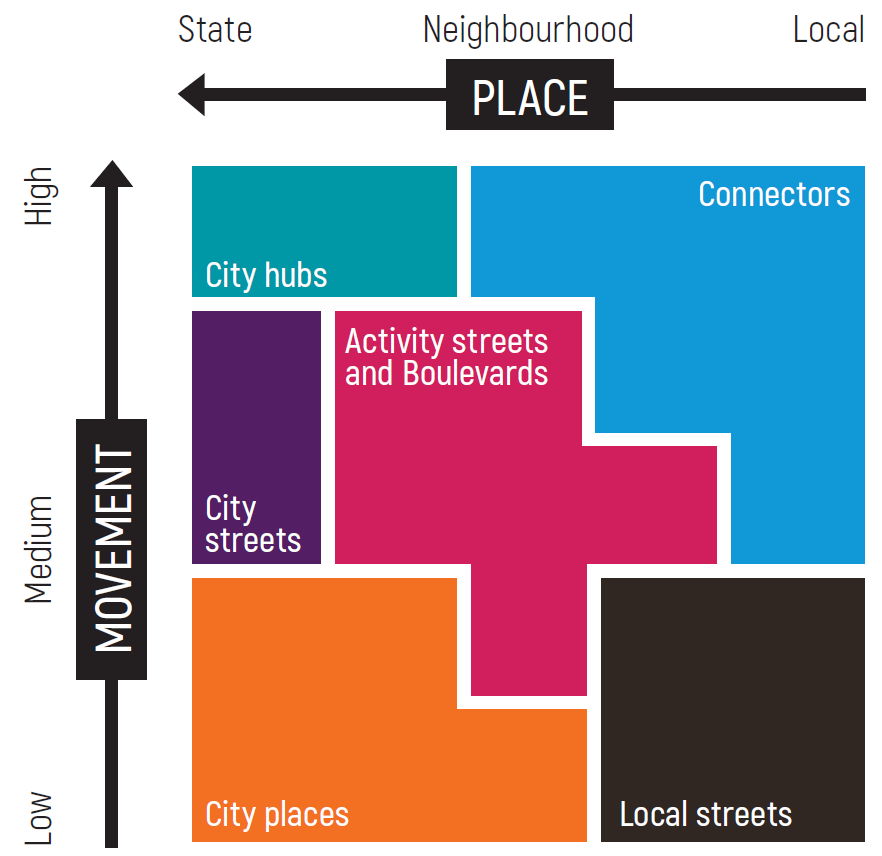 State Neighbourhood Local
PLACE
High
Connectors
City hubs
Activity streets
and Boulevards
MOVEMENT
Medium
City
streets
Low
City places
Local streets